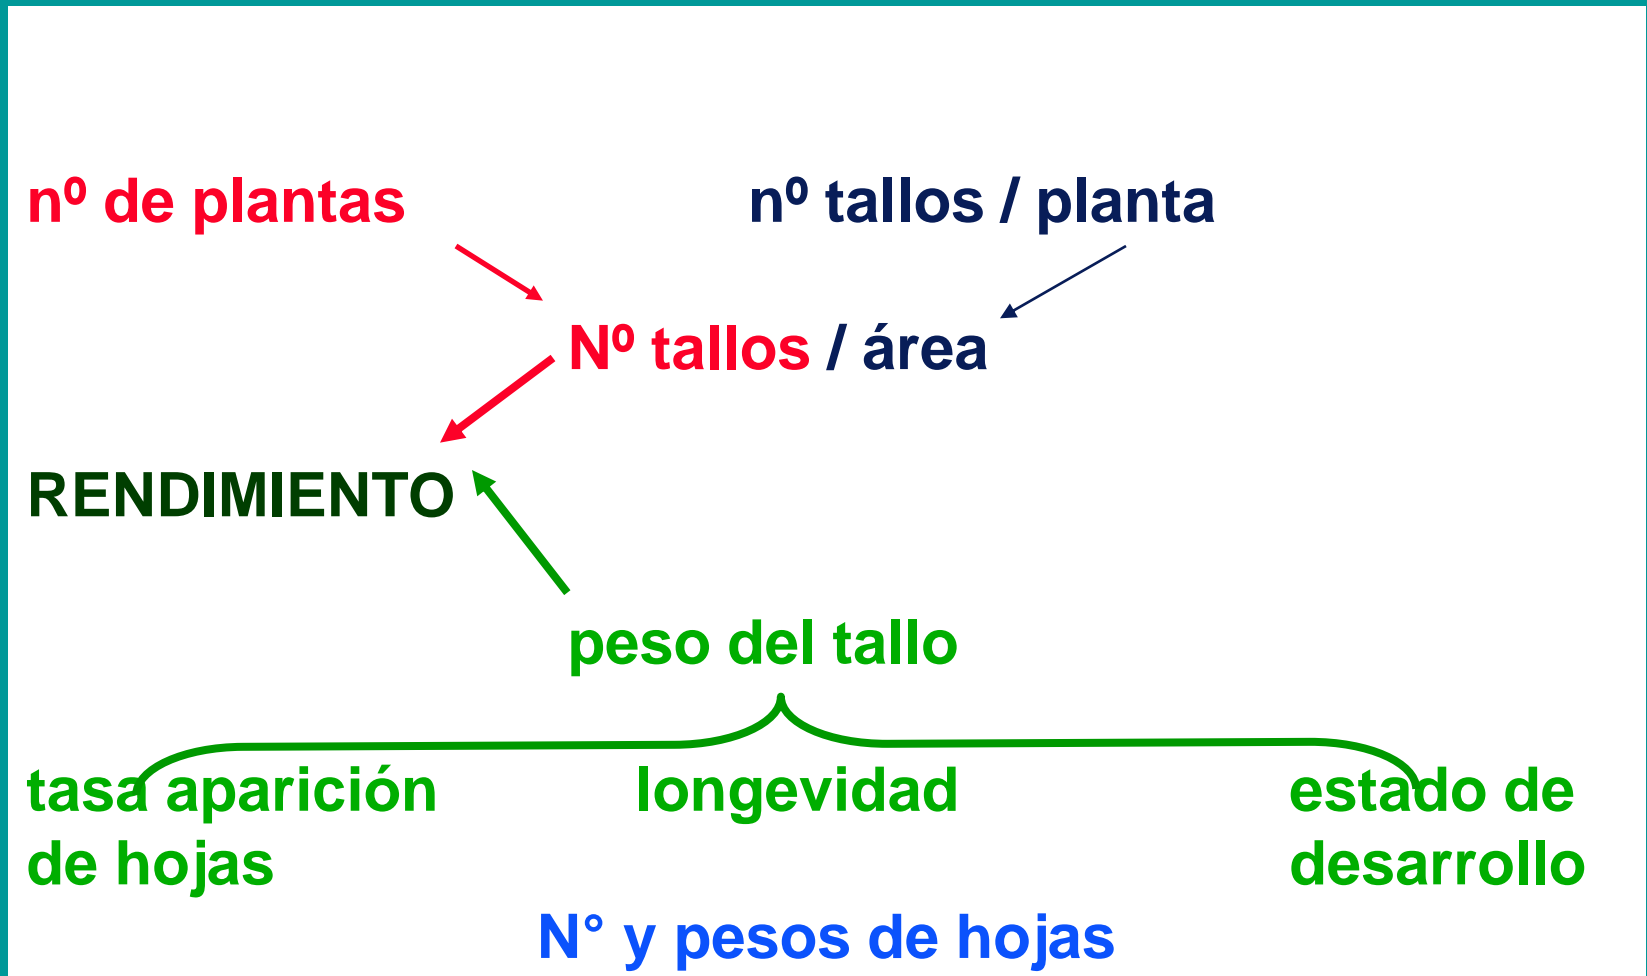 nº de plantas
nº tallos / planta
Nº tallos / área
RENDIMIENTO
peso del tallo
tasa aparición
de hojas
longevidad
estado de
desarrollo
N° y pesos de hojas